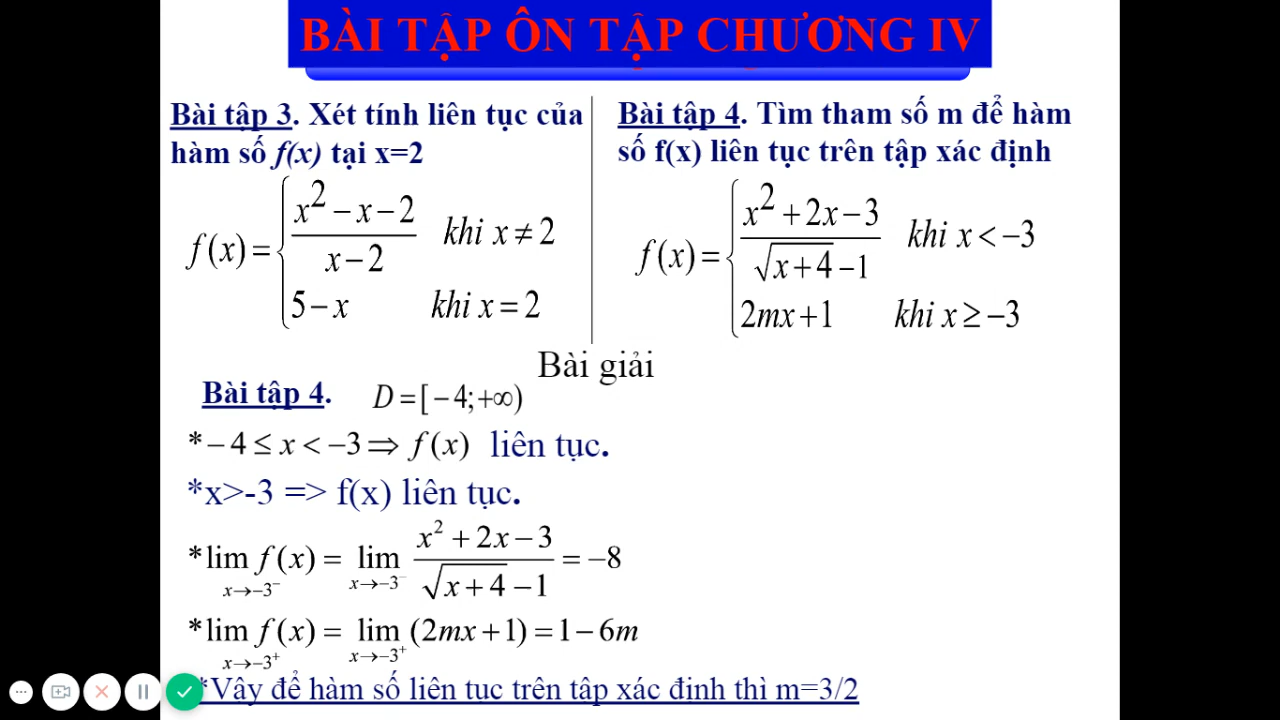 BÀI TẬP ÔN TẬP CHƯƠNG IV
Bài tập 3. Xét tính liên tục của
hàm số f(x) tại x=2
f(x) = { (x² − x − 2)/(x − 2) khi x ≠ 2
5 − x khi x = 2
Bài tập 4. Tìm tham số m để hàm
số f(x) liên tục trên tập xác định
f(x) = { (x² + 2x − 3)/(√(x+4) − 1) khi x < −3
2mx + 1 khi x ≥ −3
Bài giải
Bài tập 4. D = [−4; +∞)
* −4 ≤ x < −3 ⇒ f(x) liên tục.
*x>-3 => f(x) liên tục.
* lim x→−3⁻ f(x) = lim x→−3⁻ (x² + 2x − 3)/(√(x+4) − 1) = −8
* lim x→−3⁺ f(x) = lim x→−3⁺ (2mx + 1) = 1 − 6m
*Vậy để hàm số liên tục trên tập xác định thì m=3/2